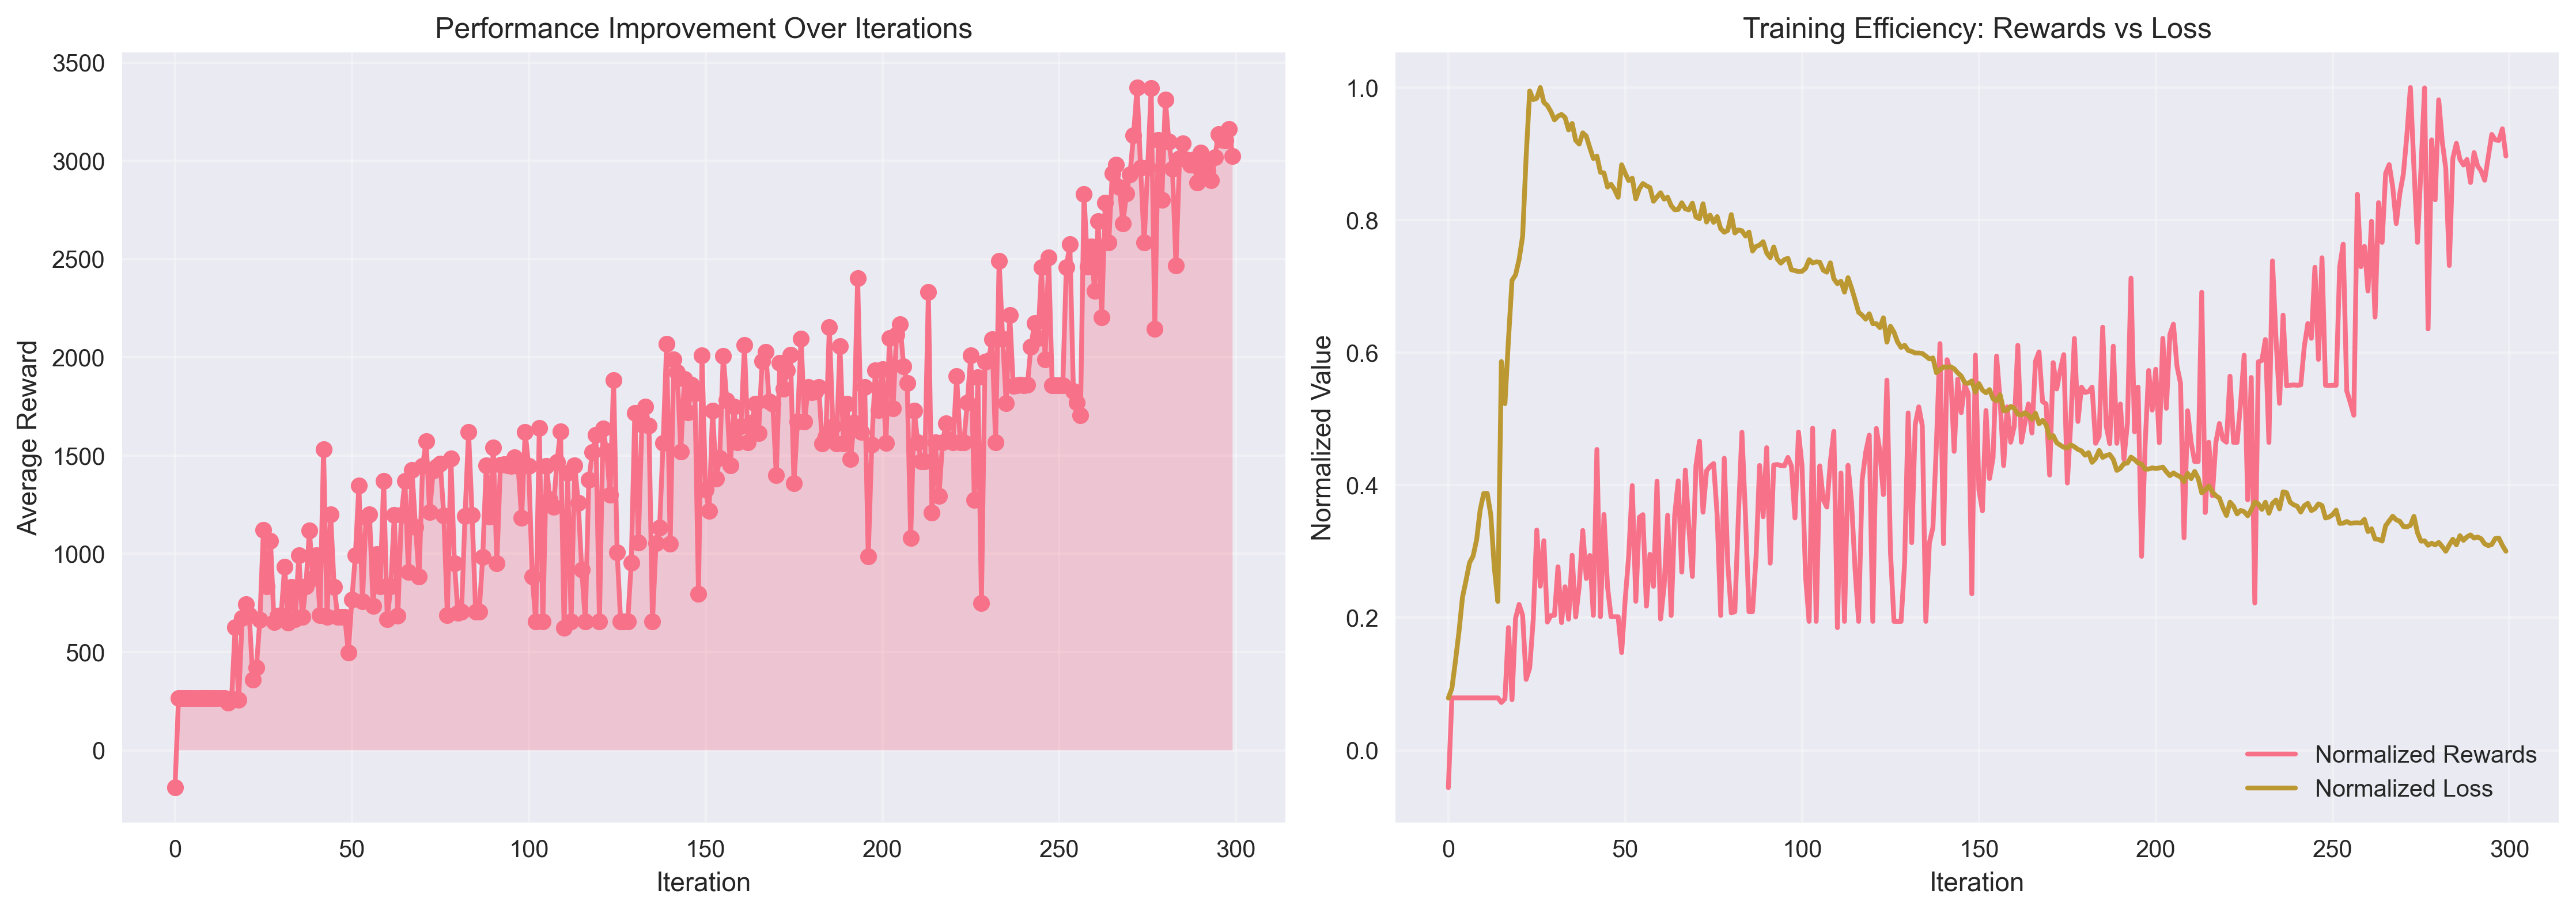 Performance Improvement Over Iterations
3500
3000
2500
2000
1500
1000
500
0
Average Reward
0 50 100 150 200 250 300
Iteration
Training Efficiency: Rewards vs Loss
1.0
0.8
0.6
0.4
0.2
0.0
Normalized Value
Normalized Rewards
Normalized Loss
0 50 100 150 200 250 300
Iteration